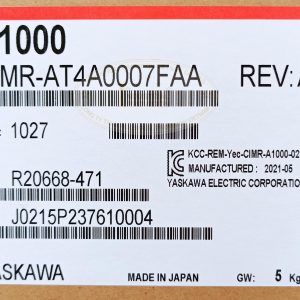 1000
MR-AT4A0007FAA
REV:A
: 1027
KCC-REM-Yec-CIMR-A1000-02
MANUFACTURED : 2021-05
YASKAWA ELECTRIC CORPORATION
R20668-471
J0215P237610004
ASKAWA
MADE IN JAPAN
GW: 5 Kg